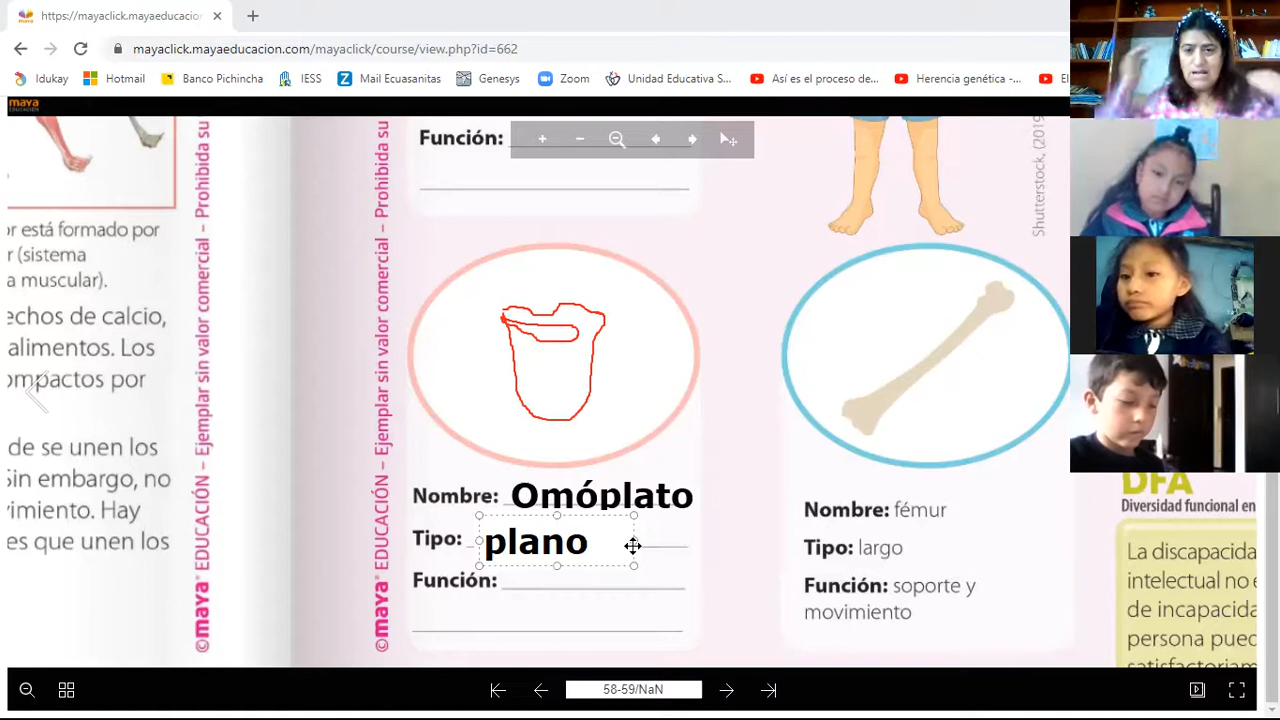 https://mayaclick.mayaeducacio
mayaclick.mayaeducacion.com/mayaclick/course/view.php?id=662
Idukay
Hotmail
Banco Pichincha
IESS
Mail Ecuasanitas
Genesys
Zoom
Unidad Educativa S...
Así es el proceso de...
Herencia genética -...
El
maya
EDUCACIÓN
or está formado por
r (sistema
a muscular).
echos de calcio,
alimentos. Los
ompactos por
de se unen los
Sin embargo, no
vimiento. Hay
es que unen los
©maya® EDUCACIÓN – Ejemplar sin valor comercial – Prohibida su
©maya® EDUCACIÓN – Ejemplar sin valor comercial – Prohibida su
Función:
Shutterstock, (2019
Nombre: Omóplato
Tipo: plano
Función:
Nombre: fémur
Tipo: largo
Función: soporte y
movimiento
DFA
Diversidad funcional en
La discapacida
intelectual no e
de incapacida
persona pued
satisfactoriam
58-59/NaN